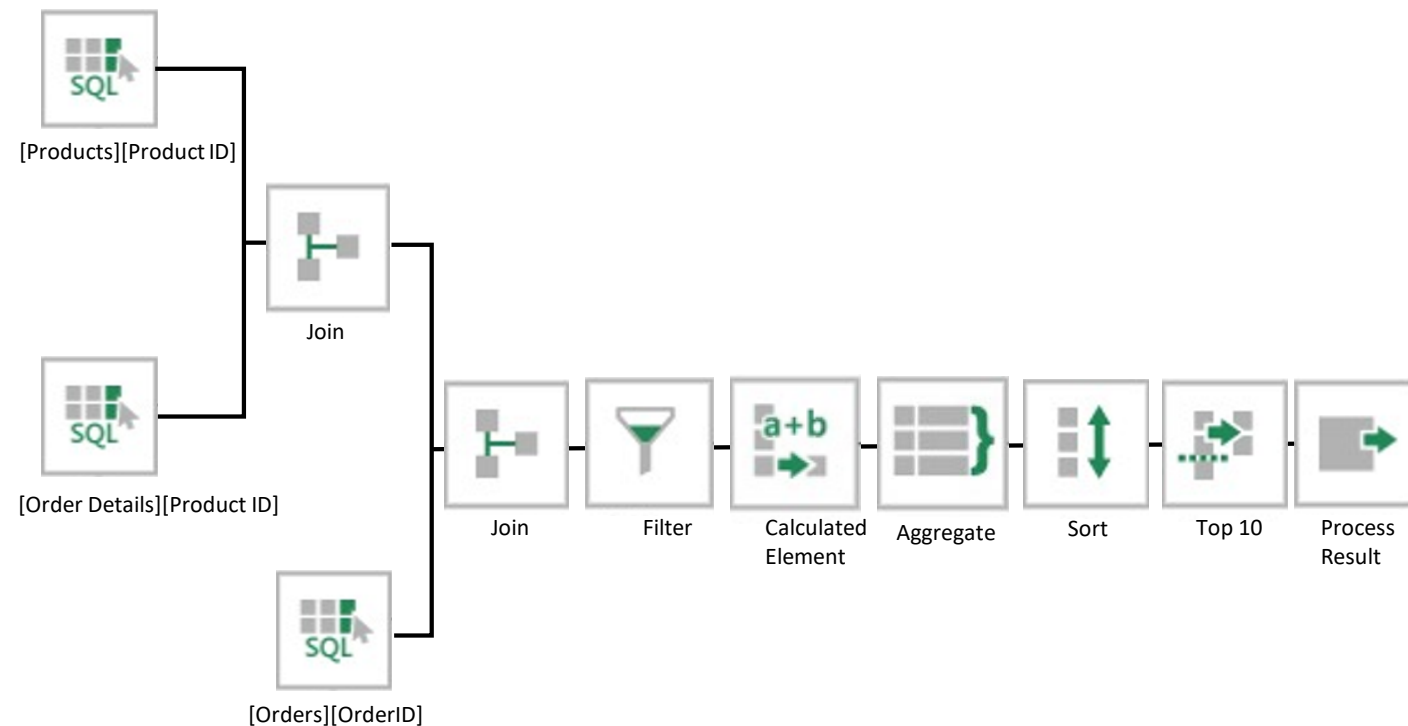 SQL
[Products][Product ID]
Join
SQL
[Order Details][Product ID]
a+b
Join
Filter
Calculated
Element
Aggregate
Sort
Top 10
Process
Result
SQL
[Orders][OrderID]